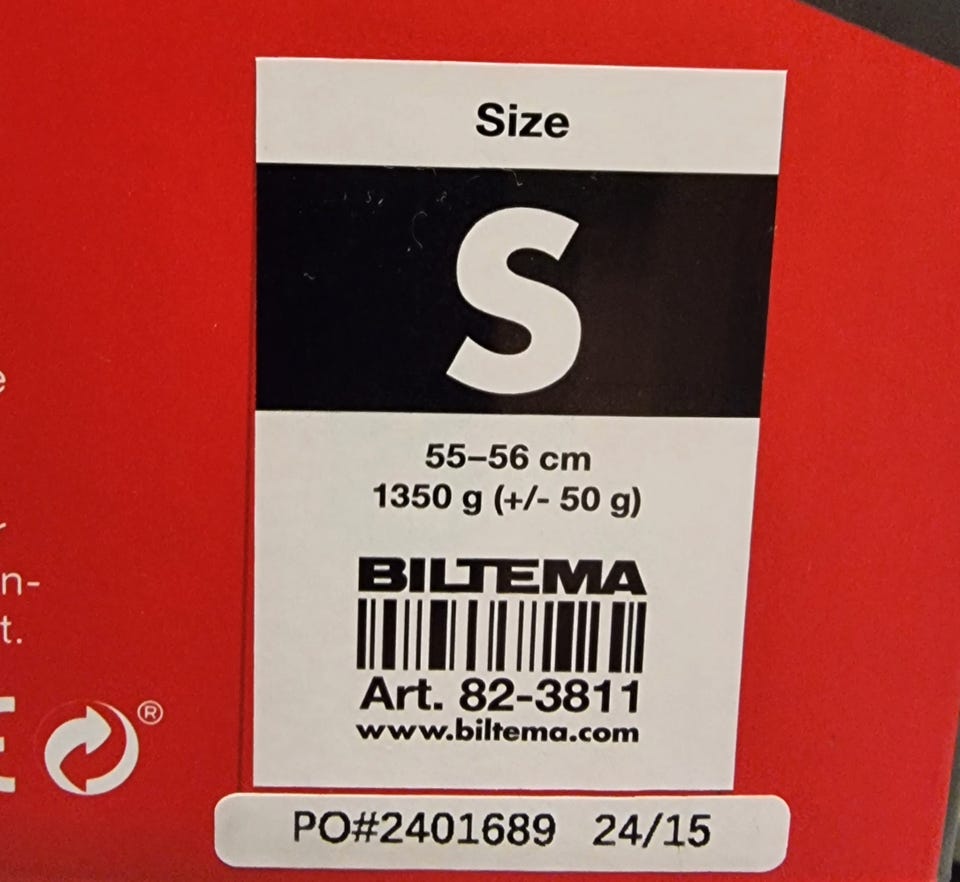 Size
S
55–56 cm
1350 g (+/- 50 g)
BILTEMA
Art. 82-3811
www.biltema.com
n-
t.
®
PO#2401689 24/15